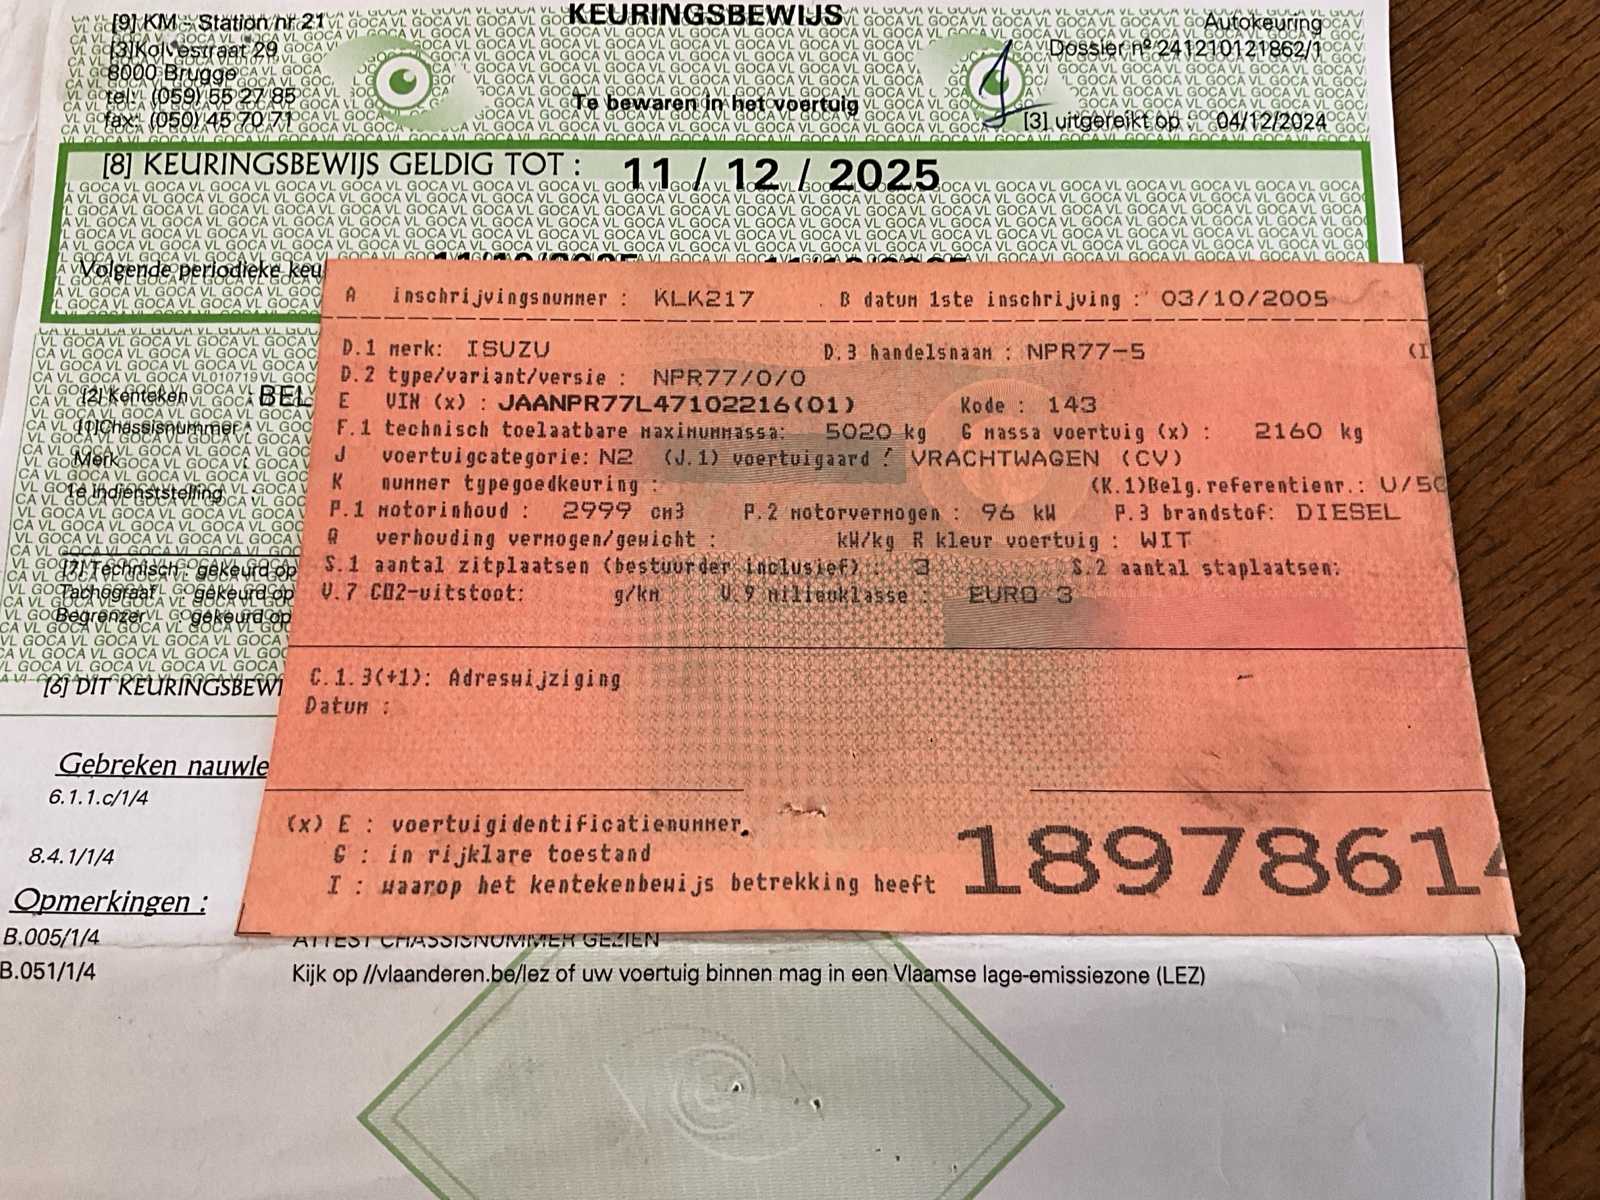 [9] KM - Station nr 21
KEURINGSBEWIJS
Autokeuring
[3] Kolvestraat 29
Dossier nº 241210121862/1
8000 Brugge
tel: (059) 55 27 85
Te bewaren in het voertuig
fax: (050) 45 70 71
[3] uitgereikt op : 04/12/2024
[8] KEURINGSBEWIJS GELDIG TOT : 11 / 12 / 2025
Volgende periodieke keu
[2] Kenteken : BEL
[1] Chassisnummer :
Merk :
1e Indienststelling :
[7] Technisch : gekeurd op
Tachograaf : gekeurd op
Begrenzer : gekeurd op
[6] DIT KEURINGSBEWI
Gebreken nauwle
6.1.1.c/1/4
8.4.1/1/4
Opmerkingen :
B.005/1/4 ATTEST CHASSISNUMMER GEZIEN
B.051/1/4 Kijk op //vlaanderen.be/lez of uw voertuig binnen mag in een Vlaamse lage-emissiezone (LEZ)
A inschrijvingsnummer : KLK217 B datum 1ste inschrijving : 03/10/2005
D.1 merk: ISUZU D.3 handelsnaam : NPR77-5 (I
D.2 type/variant/versie : NPR77/0/0
E VIN (x) : JAANPR77L47102216(01) Kode : 143
F.1 technisch toelaatbare maximummassa: 5020 kg G massa voertuig (x) : 2160 kg
J voertuigcategorie: N2 (J.1) voertuigaard : VRACHTWAGEN (CV)
K nummer typegoedkeuring : (K.1)Belg.referentienr.: U/50
P.1 motorinhoud : 2999 cm3 P.2 motorvermogen : 96 kW P.3 brandstof: DIESEL
Q verhouding vermogen/gewicht : kW/kg R kleur voertuig : WIT
S.1 aantal zitplaatsen (bestuurder inclusief) : 3 S.2 aantal staplaatsen:
V.7 CO2-uitstoot: g/km V.9 milieuklasse : EURO 3
C.1.3(+1): Adreswijziging
Datum :
(x) E : voertuigidentificatienummer.
G : in rijklare toestand
I : waarop het kentekenbewijs betrekking heeft
1897861